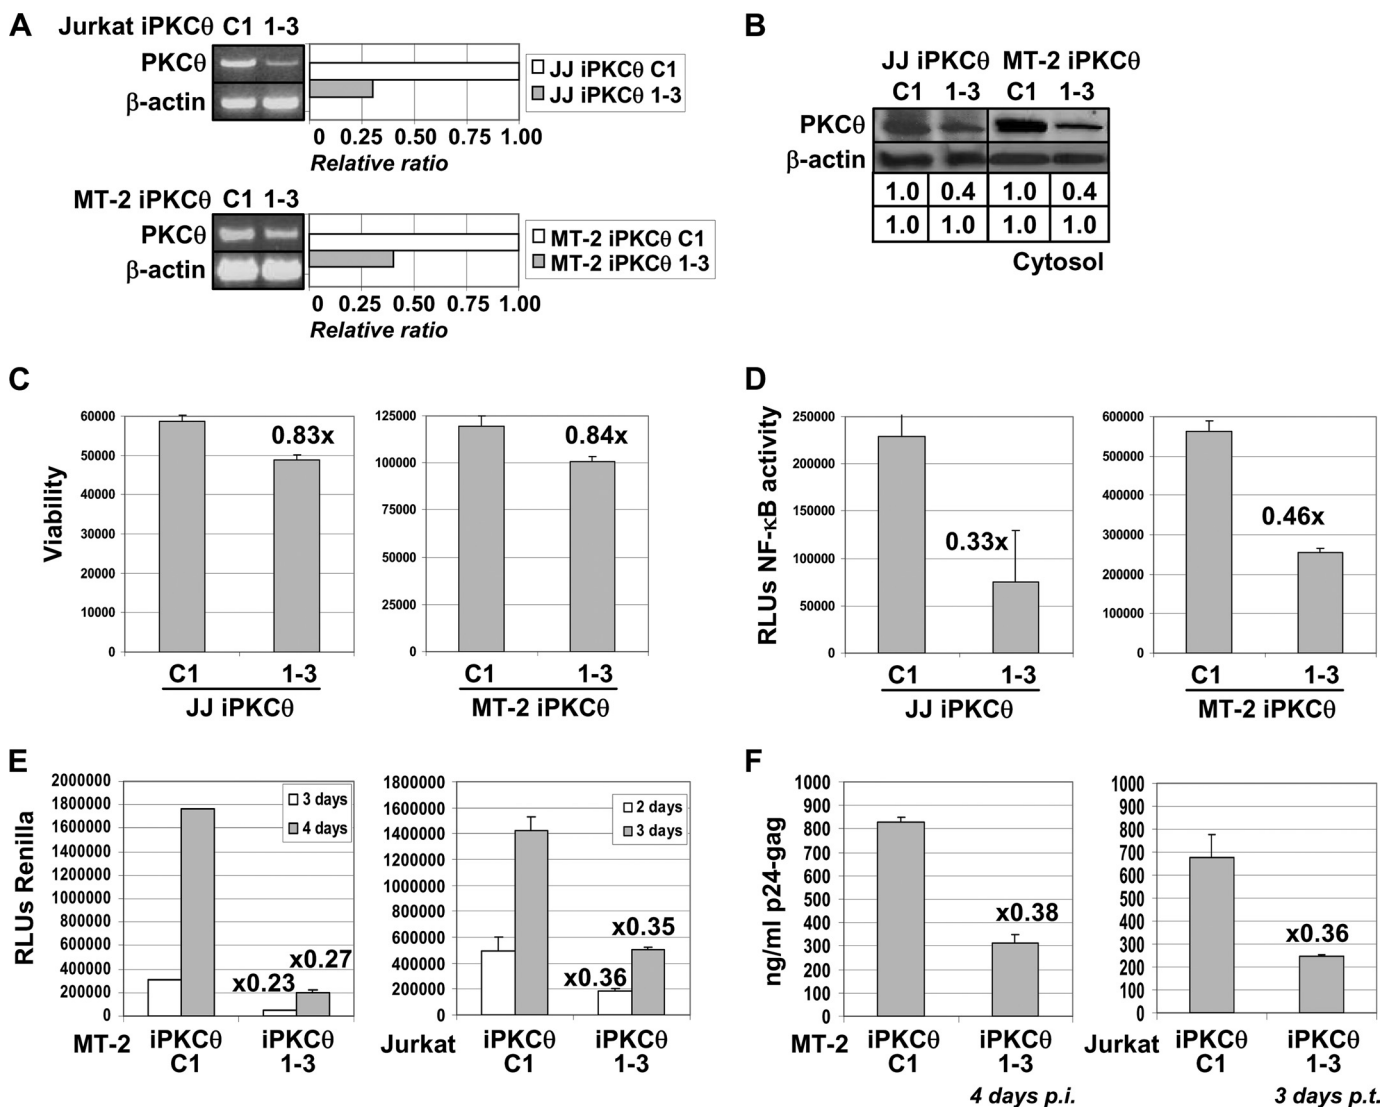 A
Jurkat iPKCθ C1 1-3
PKCθ
β-actin
JJ iPKCθ C1
JJ iPKCθ 1-3
0 0.25 0.50 0.75 1.00
Relative ratio
MT-2 iPKCθ C1 1-3
PKCθ
β-actin
MT-2 iPKCθ C1
MT-2 iPKCθ 1-3
0 0.25 0.50 0.75 1.00
Relative ratio
B
JJ iPKCθ MT-2 iPKCθ
C1 1-3 C1 1-3
PKCθ
β-actin
1.0 0.4 1.0 0.4
1.0 1.0 1.0 1.0
Cytosol
C
Viability
60000
50000
40000
30000
20000
10000
0
0.83x
C1 1-3
JJ iPKCθ
125000
100000
75000
50000
25000
0
0.84x
C1 1-3
MT-2 iPKCθ
D
RLUs NF-κB activity
250000
200000
150000
100000
50000
0
0.33x
C1 1-3
JJ iPKCθ
600000
500000
400000
300000
200000
100000
0
0.46x
C1 1-3
MT-2 iPKCθ
E
RLUs Renilla
2000000
1800000
1600000
1400000
1200000
1000000
800000
600000
400000
200000
0
3 days
4 days
x0.27
x0.23
MT-2 iPKCθ iPKCθ
C1 1-3
1800000
1600000
1400000
1200000
1000000
800000
600000
400000
200000
0
2 days
3 days
x0.35
x0.36
Jurkat iPKCθ iPKCθ
C1 1-3
F
ng/ml p24-gag
1000
900
800
700
600
500
400
300
200
100
0
x0.38
MT-2 iPKCθ iPKCθ
C1 1-3
4 days p.i.
1000
900
800
700
600
500
400
300
200
100
0
x0.36
Jurkat iPKCθ iPKCθ
C1 1-3
3 days p.t.